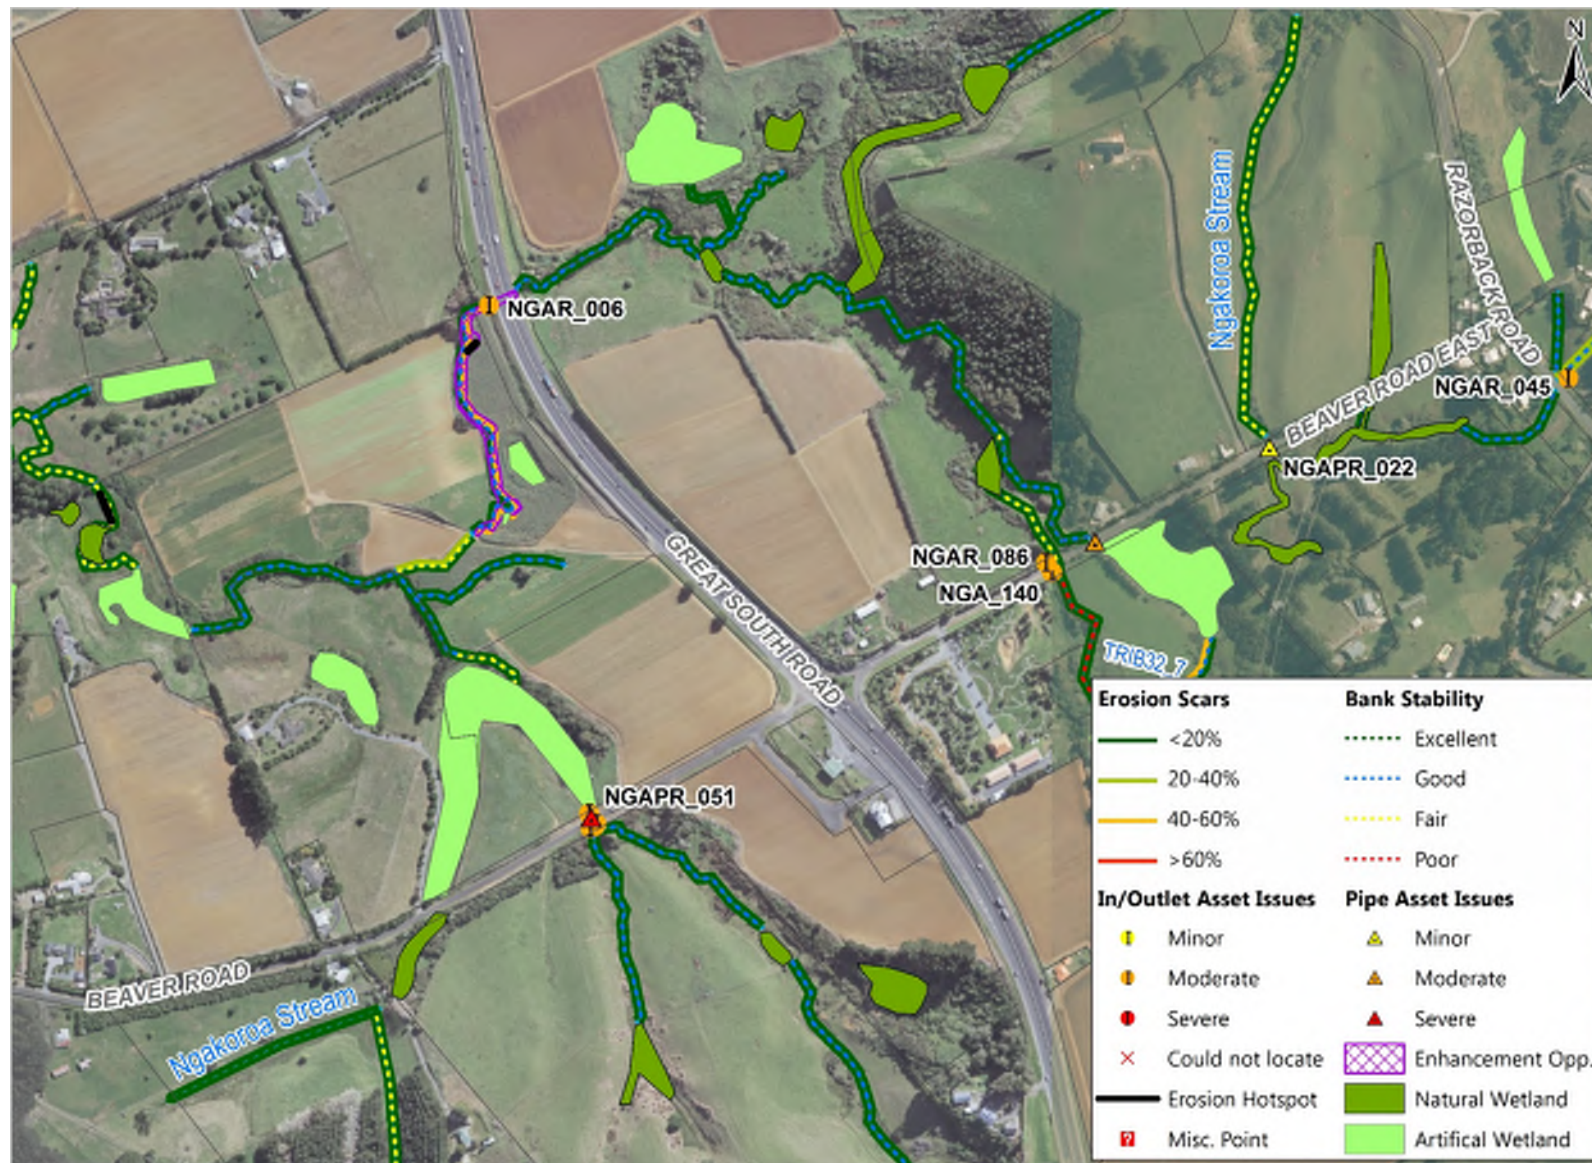 N
Ngakoroa Stream
RAZORBACK ROAD
NGAR_006
BEAVER ROAD EAST
NGAR_045
NGAPR_022
GREAT SOUTH ROAD
NGAR_086
NGA_140
TRIB32_7
NGAPR_051
BEAVER ROAD
Ngakoroa Stream
Erosion Scars
<20%
20-40%
40-60%
>60%
Bank Stability
Excellent
Good
Fair
Poor
In/Outlet Asset Issues
Minor
Moderate
Severe
Could not locate
Erosion Hotspot
Misc. Point
Pipe Asset Issues
Minor
Moderate
Severe
Enhancement Opp.
Natural Wetland
Artifical Wetland